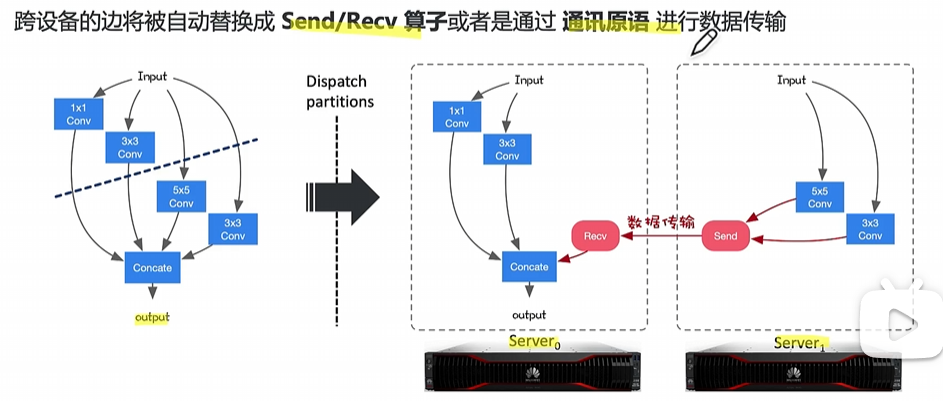 跨设备的边将被自动替换成 Send/Recv 算子或者是通过 通讯原语 进行数据传输
Input
1x1
Conv
3x3
Conv
5x5
Conv
3x3
Conv
Concate
output
Dispatch
partitions
Input
1x1
Conv
3x3
Conv
Recv
Concate
output
Server0
数据传输
Input
5x5
Conv
3x3
Conv
Send
Server1